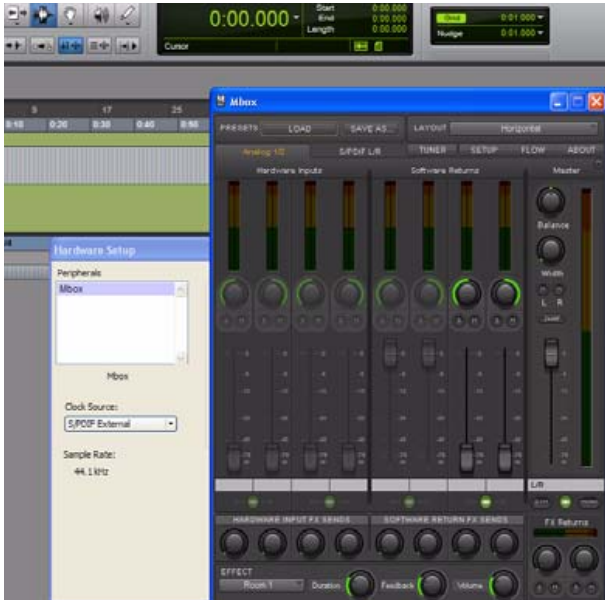 0:00.000
Start 0:00.000
End 0:00.000
Length 0:00.000
Cursor
Grid 0:01.000
Nudge 0:01.000
9 17 25
0:10 0:20 0:30 0:40 0:50
Mbox
PRESETS LOAD SAVE AS... LAYOUT Horizontal
Analog 1/2 S/PDIF L/R TUNER SETUP FLOW ABOUT
Hardware Inputs Software Returns Master
Balance
Width
L R
Hardware Setup
Peripherals
Mbox
Mbox
Clock Source:
S/PDIF External
Sample Rate:
44.1 kHz
L/R
HARDWARE INPUT FX SENDS SOFTWARE RETURN FX SENDS FX Returns
EFFECT
Room 1 Duration Feedback Volume